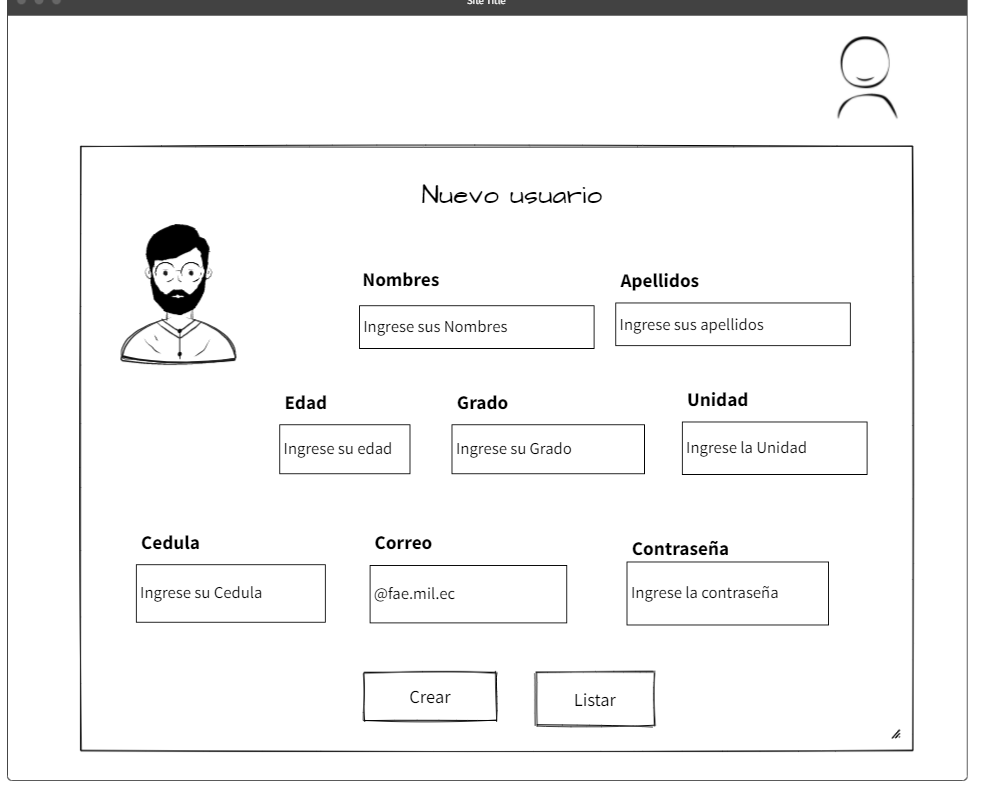 Site Title
Nuevo usuario
Nombres
Apellidos
Ingrese sus Nombres
Ingrese sus apellidos
Edad
Grado
Unidad
Ingrese su edad
Ingrese su Grado
Ingrese la Unidad
Cedula
Correo
Contraseña
Ingrese su Cedula
@fae.mil.ec
Ingrese la contraseña
Crear
Listar